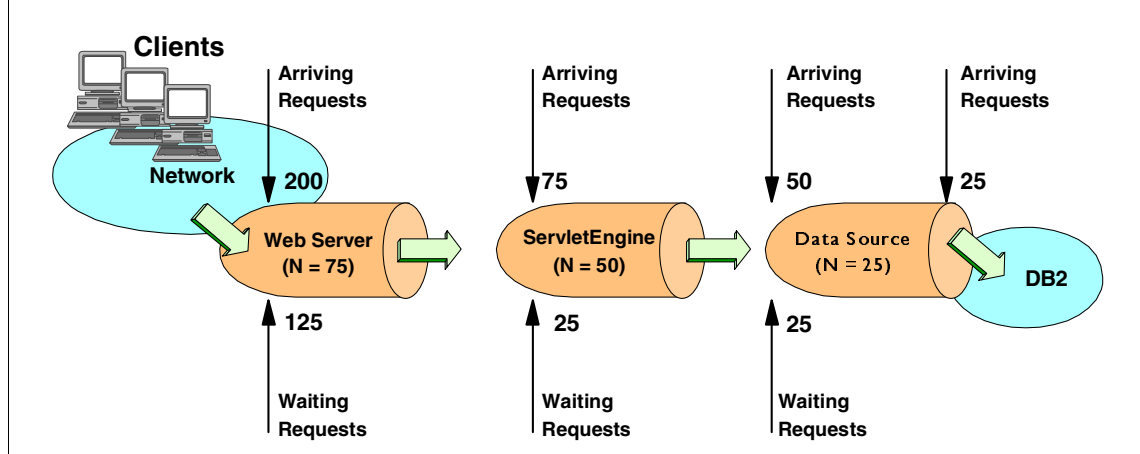 Clients
Arriving
Requests
Arriving
Requests
Arriving
Requests
Arriving
Requests
Network
200
75
50
25
Web Server
(N = 75)
ServletEngine
(N = 50)
Data Source
(N = 25)
DB2
125
25
25
Waiting
Requests
Waiting
Requests
Waiting
Requests